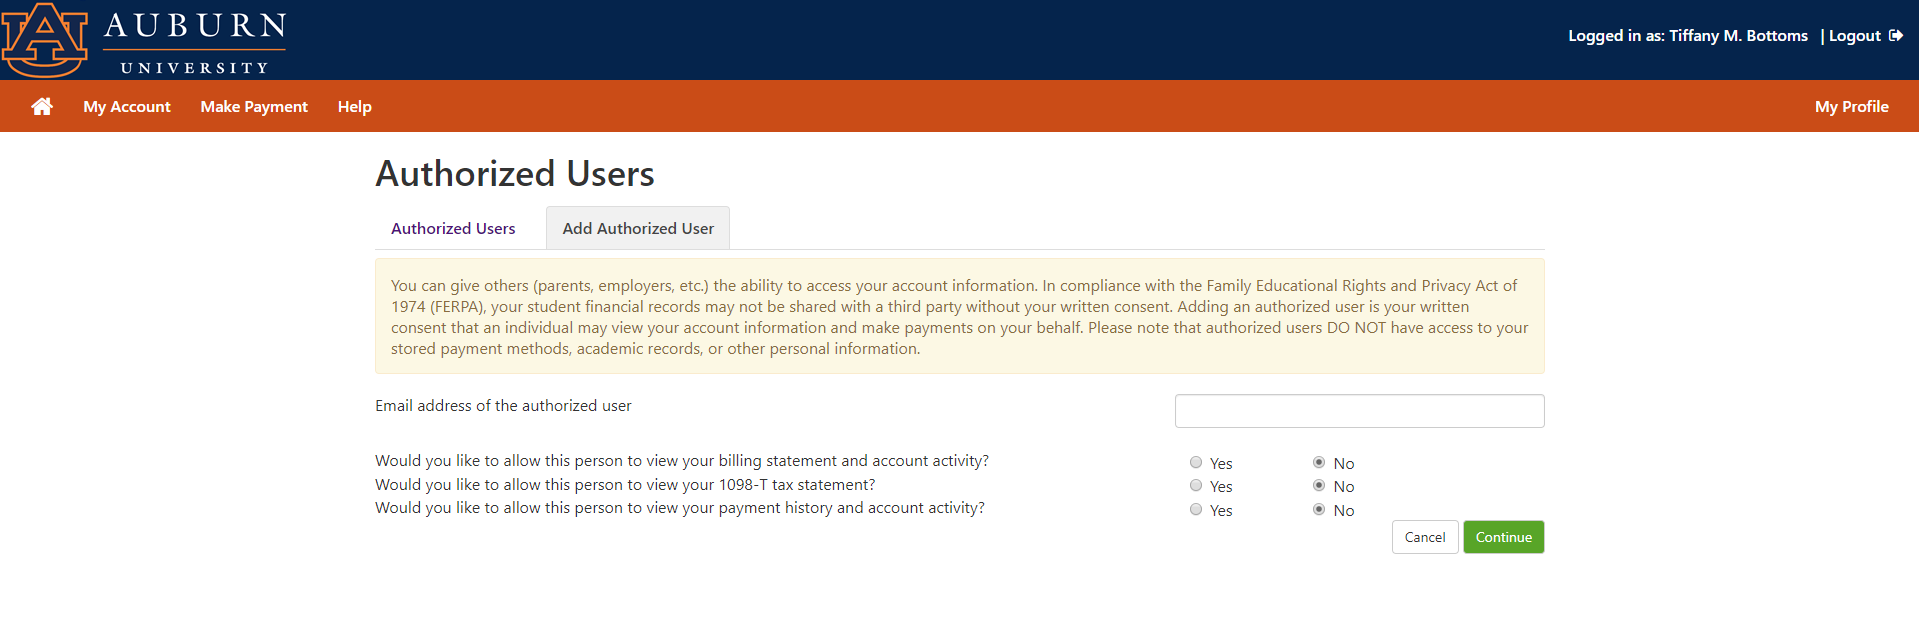 AUBURN
UNIVERSITY
Logged in as: Tiffany M. Bottoms | Logout
My Account Make Payment Help My Profile
Authorized Users
Authorized Users Add Authorized User
You can give others (parents, employers, etc.) the ability to access your account information. In compliance with the Family Educational Rights and Privacy Act of
1974 (FERPA), your student financial records may not be shared with a third party without your written consent. Adding an authorized user is your written
consent that an individual may view your account information and make payments on your behalf. Please note that authorized users DO NOT have access to your
stored payment methods, academic records, or other personal information.
Email address of the authorized user
Would you like to allow this person to view your billing statement and account activity? Yes No
Would you like to allow this person to view your 1098-T tax statement? Yes No
Would you like to allow this person to view your payment history and account activity? Yes No
Cancel Continue